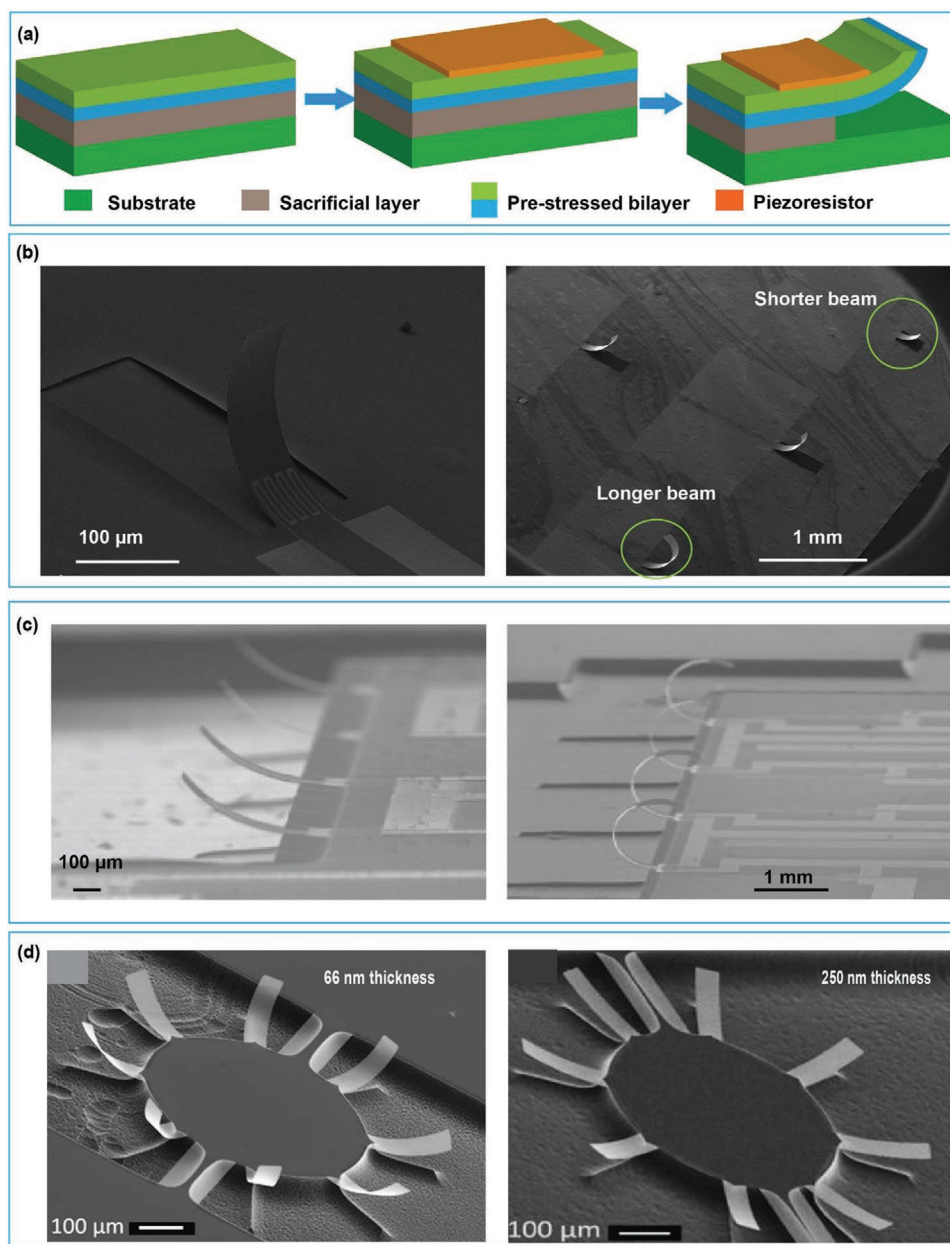 (a)
Substrate
Sacrificial layer
Pre-stressed bilayer
Piezoresistor
(b)
100 µm
Shorter beam
Longer beam
1 mm
(c)
100 µm
1 mm
(d)
66 nm thickness
100 µm
250 nm thickness
100 µm